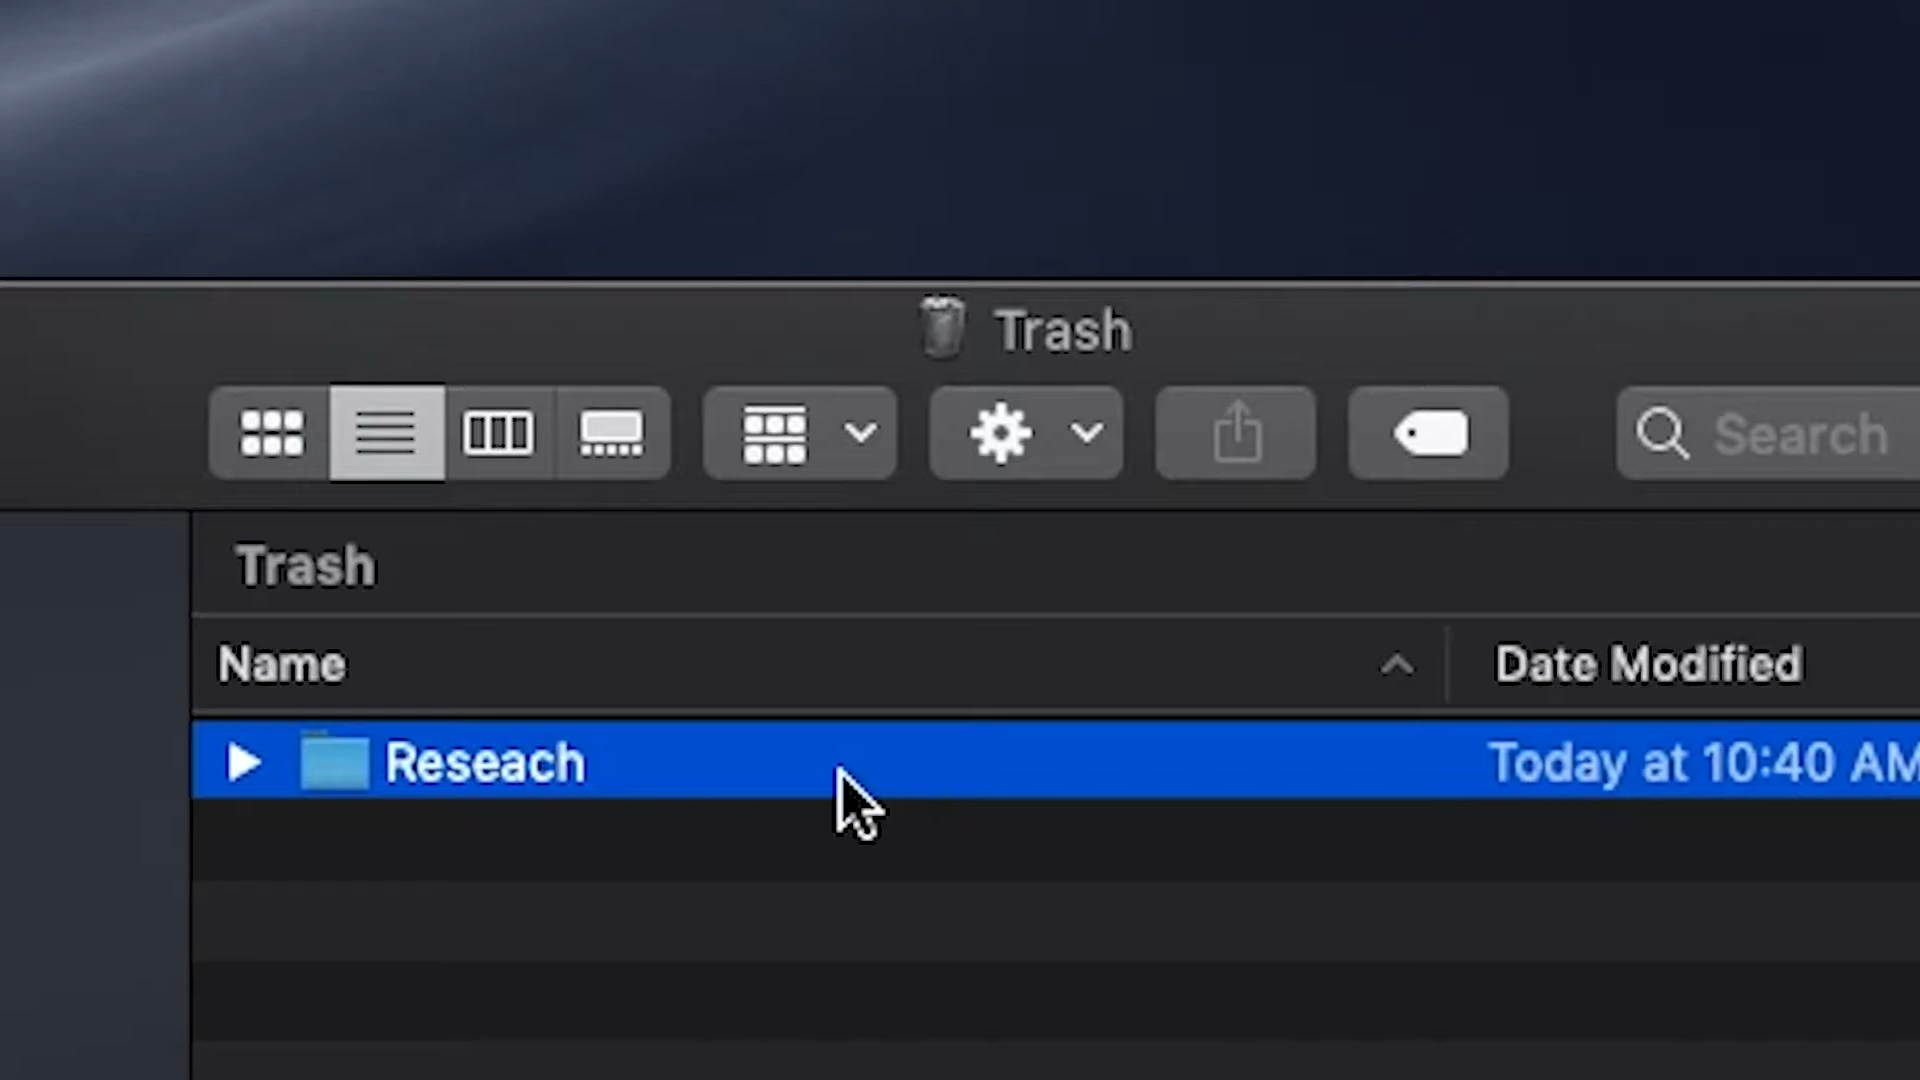 Trash
Search
Trash
Name
Date Modified
Reseach
Today at 10:40 AM